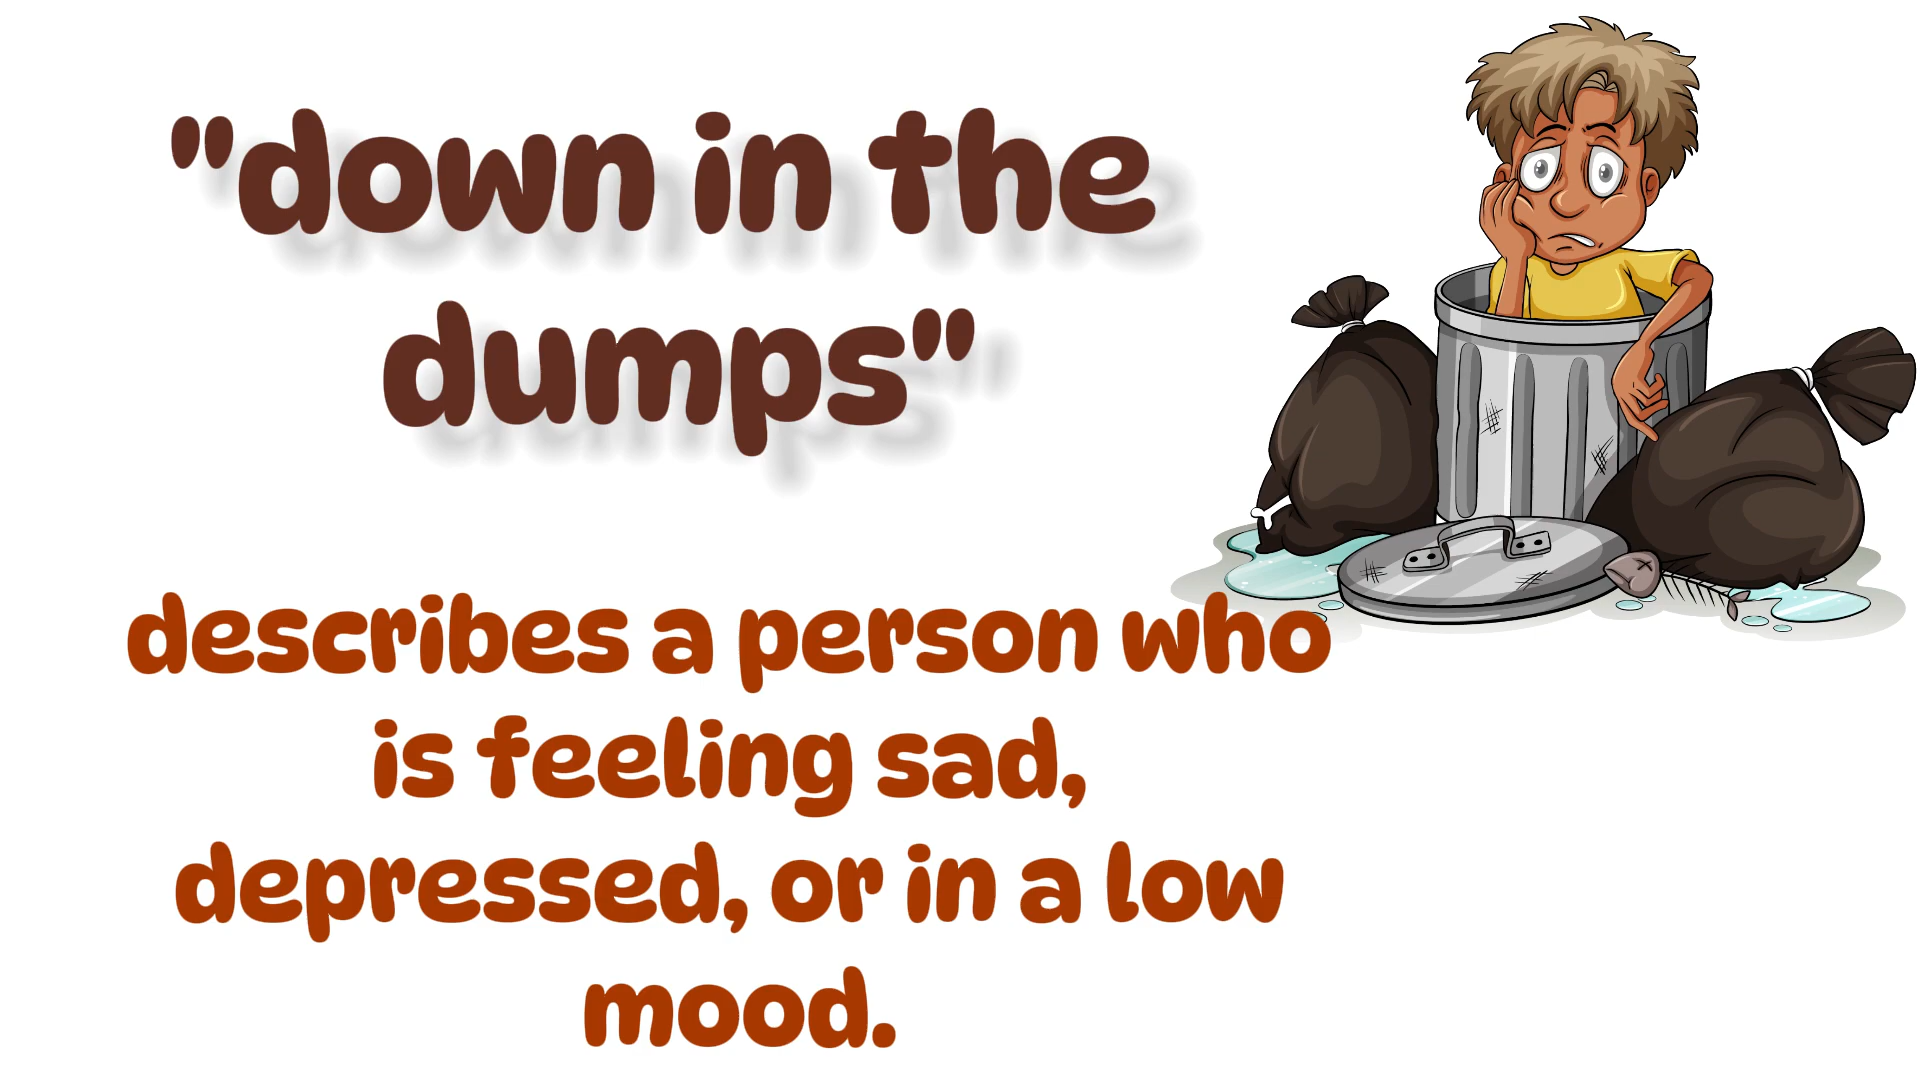 "down in the
dumps"
describes a person who
is feeling sad,
depressed, or in a low
mood.